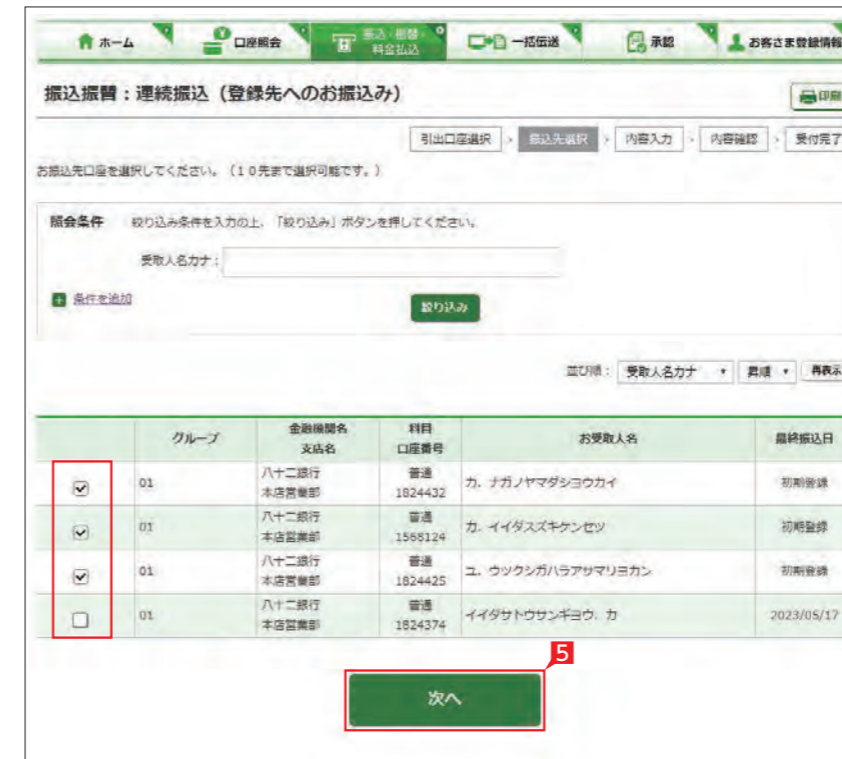 ホーム 口座照会 振込・振替・ 一括伝送 承認 お客さま登録情報
料金払込
振込振替：連続振込（登録先へのお振込み）
印刷
引出口座選択 振込先選択 内容入力 内容確認 受付完了
お振込先口座を選択してください。（１０先まで選択可能です。）
照会条件 絞り込み条件を入力の上、「絞り込み」ボタンを押してください。
受取人名カナ：
条件を追加
絞り込み
並び順： 受取人名カナ 昇順 再表示
グループ 金融機関名 科目 お受取人名 最終振込日
支店名 口座番号
01 八十二銀行 普通 カ．ナガノヤマダシヨウカイ 初期登録
本店営業部 1824432
01 八十二銀行 普通 カ．イイダスズキケンセツ 初期登録
本店営業部 1568124
01 八十二銀行 普通 ユ．ウツクシガハラアサマリヨカン 初期登録
本店営業部 1824425
01 八十二銀行 普通 イイダサトウサンギヨウ．カ 2023/05/17
本店営業部 1824374
5
次へ